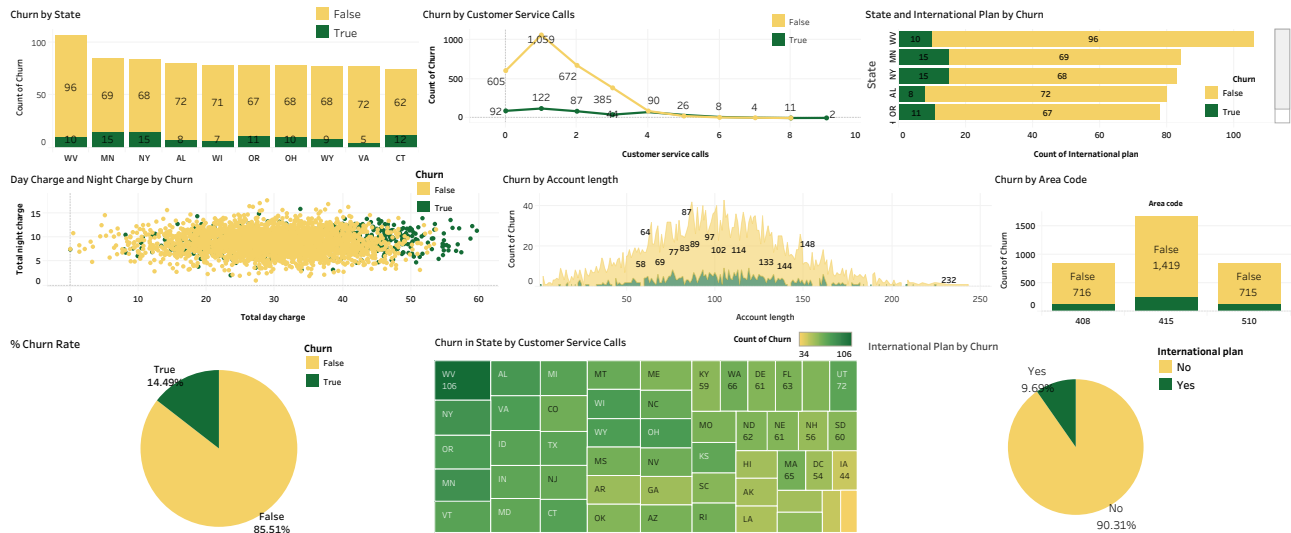 Churn by State
False
True
Count of Churn
100
50
0
96
69
68
72
71
67
68
68
72
62
10
15
15
8
7
11
10
9
5
12
WV
MN
NY
AL
WI
OR
OH
WY
VA
CT
Churn by Customer Service Calls
False
True
Count of Churn
1000
500
0
605
1,059
672
385
90
26
8
4
11
2
92
122
87
44
0
2
4
6
8
10
Customer service calls
State and International Plan by Churn
State
WV
MN
NY
AL
OR
10
96
15
69
15
68
8
72
11
67
Churn
False
True
0
20
40
60
80
100
Count of International plan
Day Charge and Night Charge by Churn
Churn
False
True
Total night charge
15
10
5
0
0
10
20
30
40
50
60
Total day charge
Churn by Account length
Count of Churn
40
20
0
87
64
97
89
83
77
58
69
102
114
133
144
148
232
50
100
150
200
250
Account length
Churn by Area Code
Area code
Count of Churn
1500
1000
500
0
False
716
False
1,419
False
715
408
415
510
% Churn Rate
Churn
False
True
True
14.49%
False
85.51%
Churn in State by Customer Service Calls
Count of Churn
34
106
WV
106
NY
OR
MN
VT
AL
VA
ID
IN
MD
MI
CO
TX
NJ
CT
MT
WI
WY
MS
AR
OK
ME
NC
OH
NV
GA
AZ
KY
59
WA
66
DE
61
FL
63
UT
72
MO
KS
SC
RI
ND
62
NE
61
NH
56
SD
60
HI
AK
LA
MA
65
DC
54
IA
44
International Plan by Churn
International plan
No
Yes
Yes
9.69%
No
90.31%